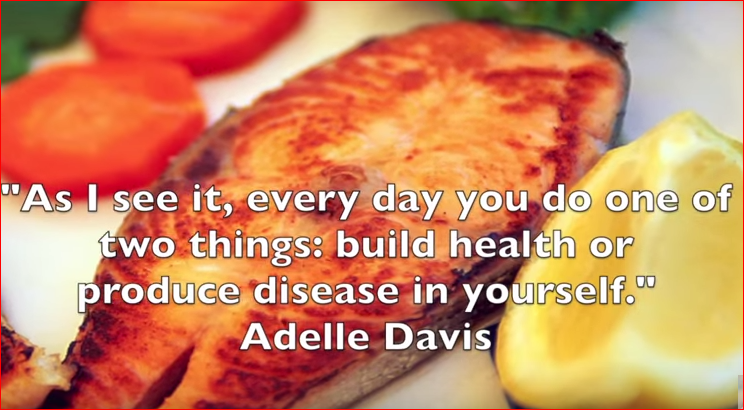 "As I see it, every day you do one of
two things: build health or
produce disease in yourself."
Adelle Davis